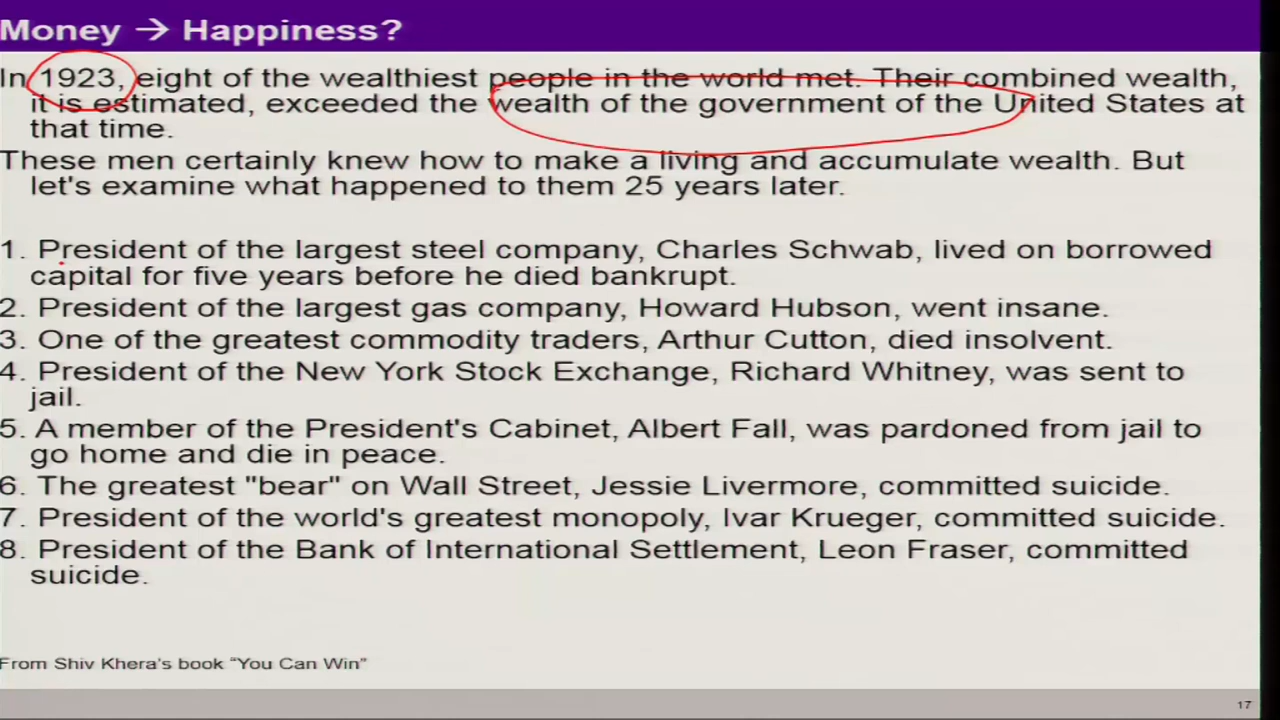 Money → Happiness?
In 1923, eight of the wealthiest people in the world met. Their combined wealth,
it is estimated, exceeded the wealth of the government of the United States at
that time.
These men certainly knew how to make a living and accumulate wealth. But
let's examine what happened to them 25 years later.
1. President of the largest steel company, Charles Schwab, lived on borrowed
capital for five years before he died bankrupt.
2. President of the largest gas company, Howard Hubson, went insane.
3. One of the greatest commodity traders, Arthur Cutton, died insolvent.
4. President of the New York Stock Exchange, Richard Whitney, was sent to
jail.
5. A member of the President's Cabinet, Albert Fall, was pardoned from jail to
go home and die in peace.
6. The greatest "bear" on Wall Street, Jessie Livermore, committed suicide.
7. President of the world's greatest monopoly, Ivar Krueger, committed suicide.
8. President of the Bank of International Settlement, Leon Fraser, committed
suicide.
From Shiv Khera's book “You Can Win”
17